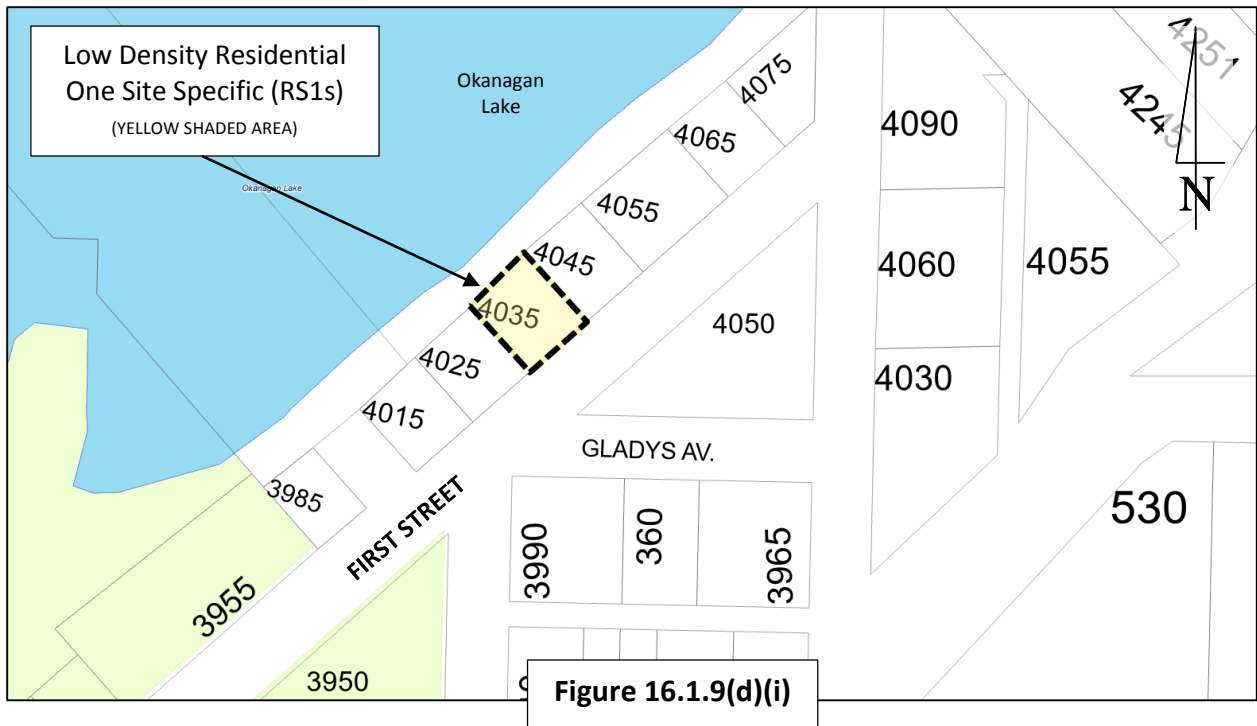 Low Density Residential
One Site Specific (RS1s)
(YELLOW SHADED AREA)
Okanagan
Lake
Okanagan Lake
4075
4065
4055
4045
4035
4025
4015
3985
3955
3950
FIRST STREET
GLADYS AV.
4050
4090
4060
4030
4055
4251
4245
N
530
3990
360
3965
Figure 16.1.9(d)(i)